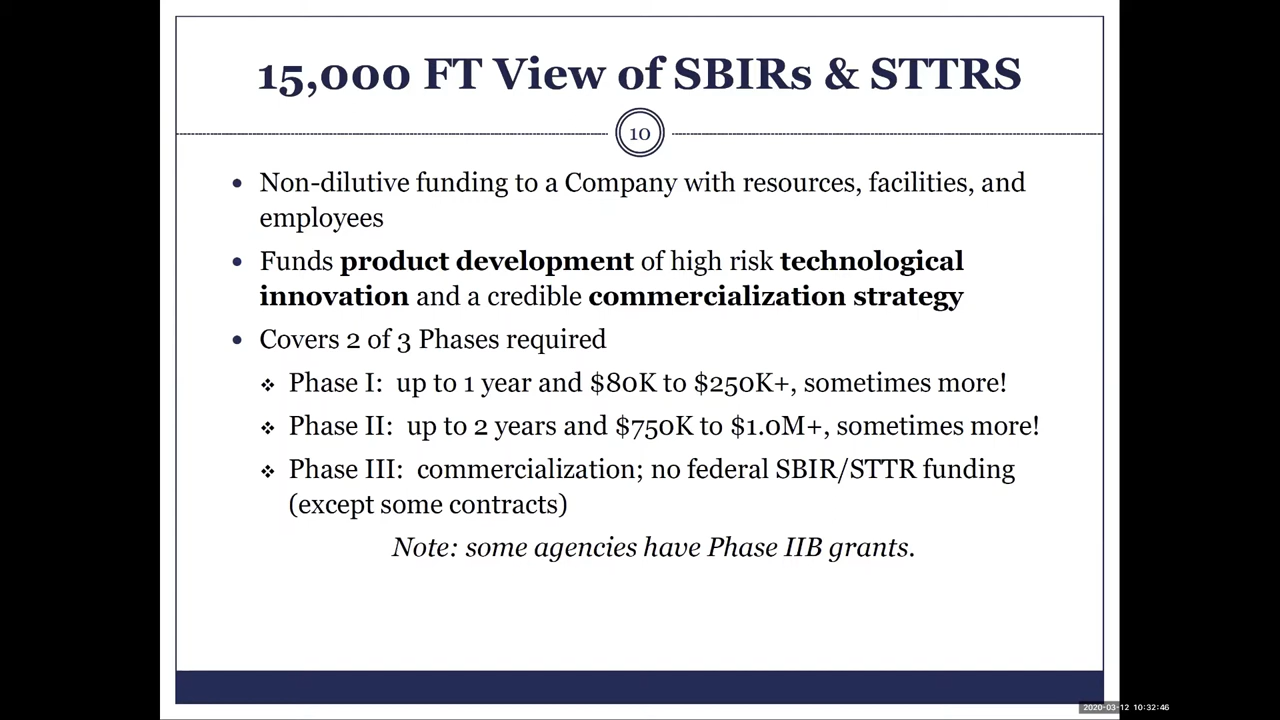 15,000 FT View of SBIRs & STTRS
10
• Non-dilutive funding to a Company with resources, facilities, and
employees
• Funds product development of high risk technological
innovation and a credible commercialization strategy
• Covers 2 of 3 Phases required
❖ Phase I:  up to 1 year and $80K to $250K+, sometimes more!
❖ Phase II:  up to 2 years and $750K to $1.0M+, sometimes more!
❖ Phase III:  commercialization; no federal SBIR/STTR funding
(except some contracts)
Note: some agencies have Phase IIB grants.
2020-03-12 10:32:46